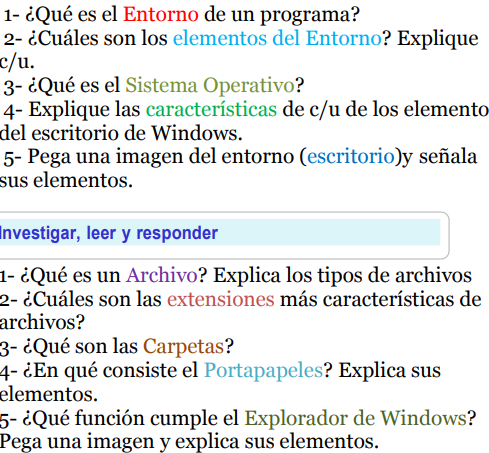 1- ¿Qué es el Entorno de un programa?
2- ¿Cuáles son los elementos del Entorno? Explique
c/u.
3- ¿Qué es el Sistema Operativo?
4- Explique las características de c/u de los elemento
del escritorio de Windows.
5- Pega una imagen del entorno (escritorio)y señala
sus elementos.
Investigar, leer y responder
1- ¿Qué es un Archivo? Explica los tipos de archivos
2- ¿Cuáles son las extensiones más características de
archivos?
3- ¿Qué son las Carpetas?
4- ¿En qué consiste el Portapapeles? Explica sus
elementos.
5- ¿Qué función cumple el Explorador de Windows?
Pega una imagen y explica sus elementos.